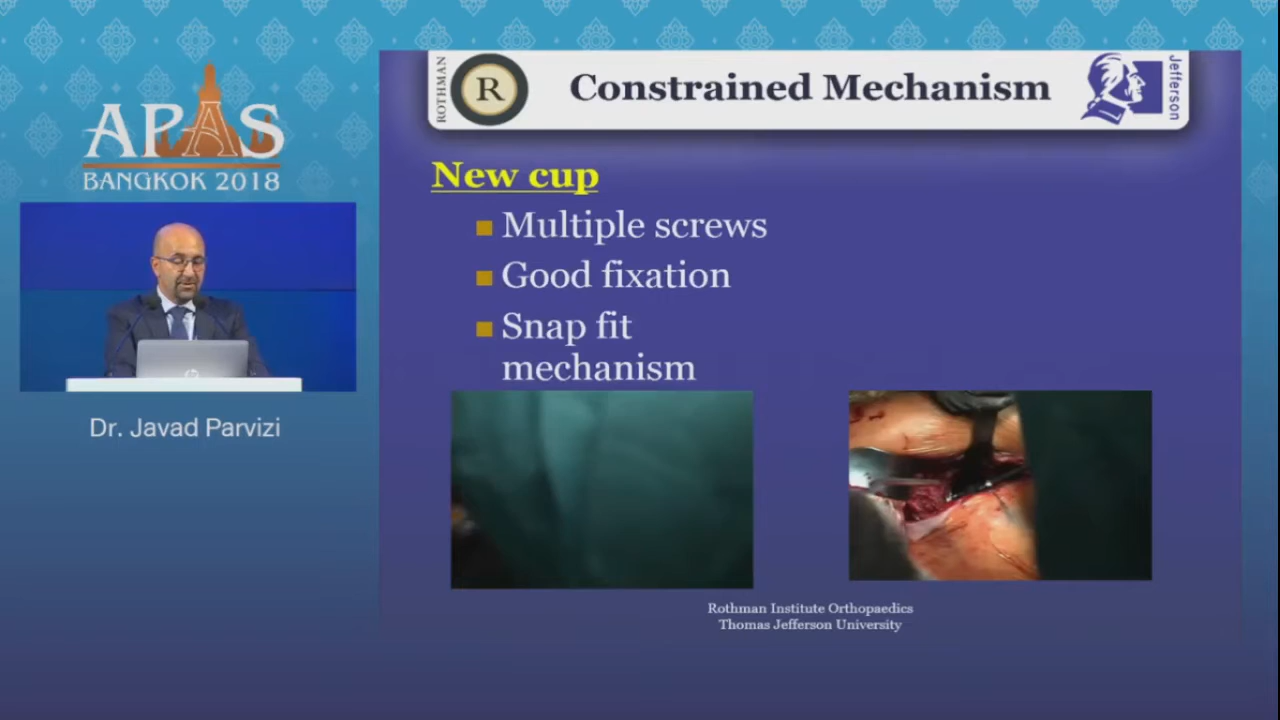 APAS
BANGKOK 2018
Dr. Javad Parvizi
ROTHMAN
R
Constrained Mechanism
Jefferson
New cup
Multiple screws
Good fixation
Snap fit
mechanism
Rothman Institute Orthopaedics
Thomas Jefferson University